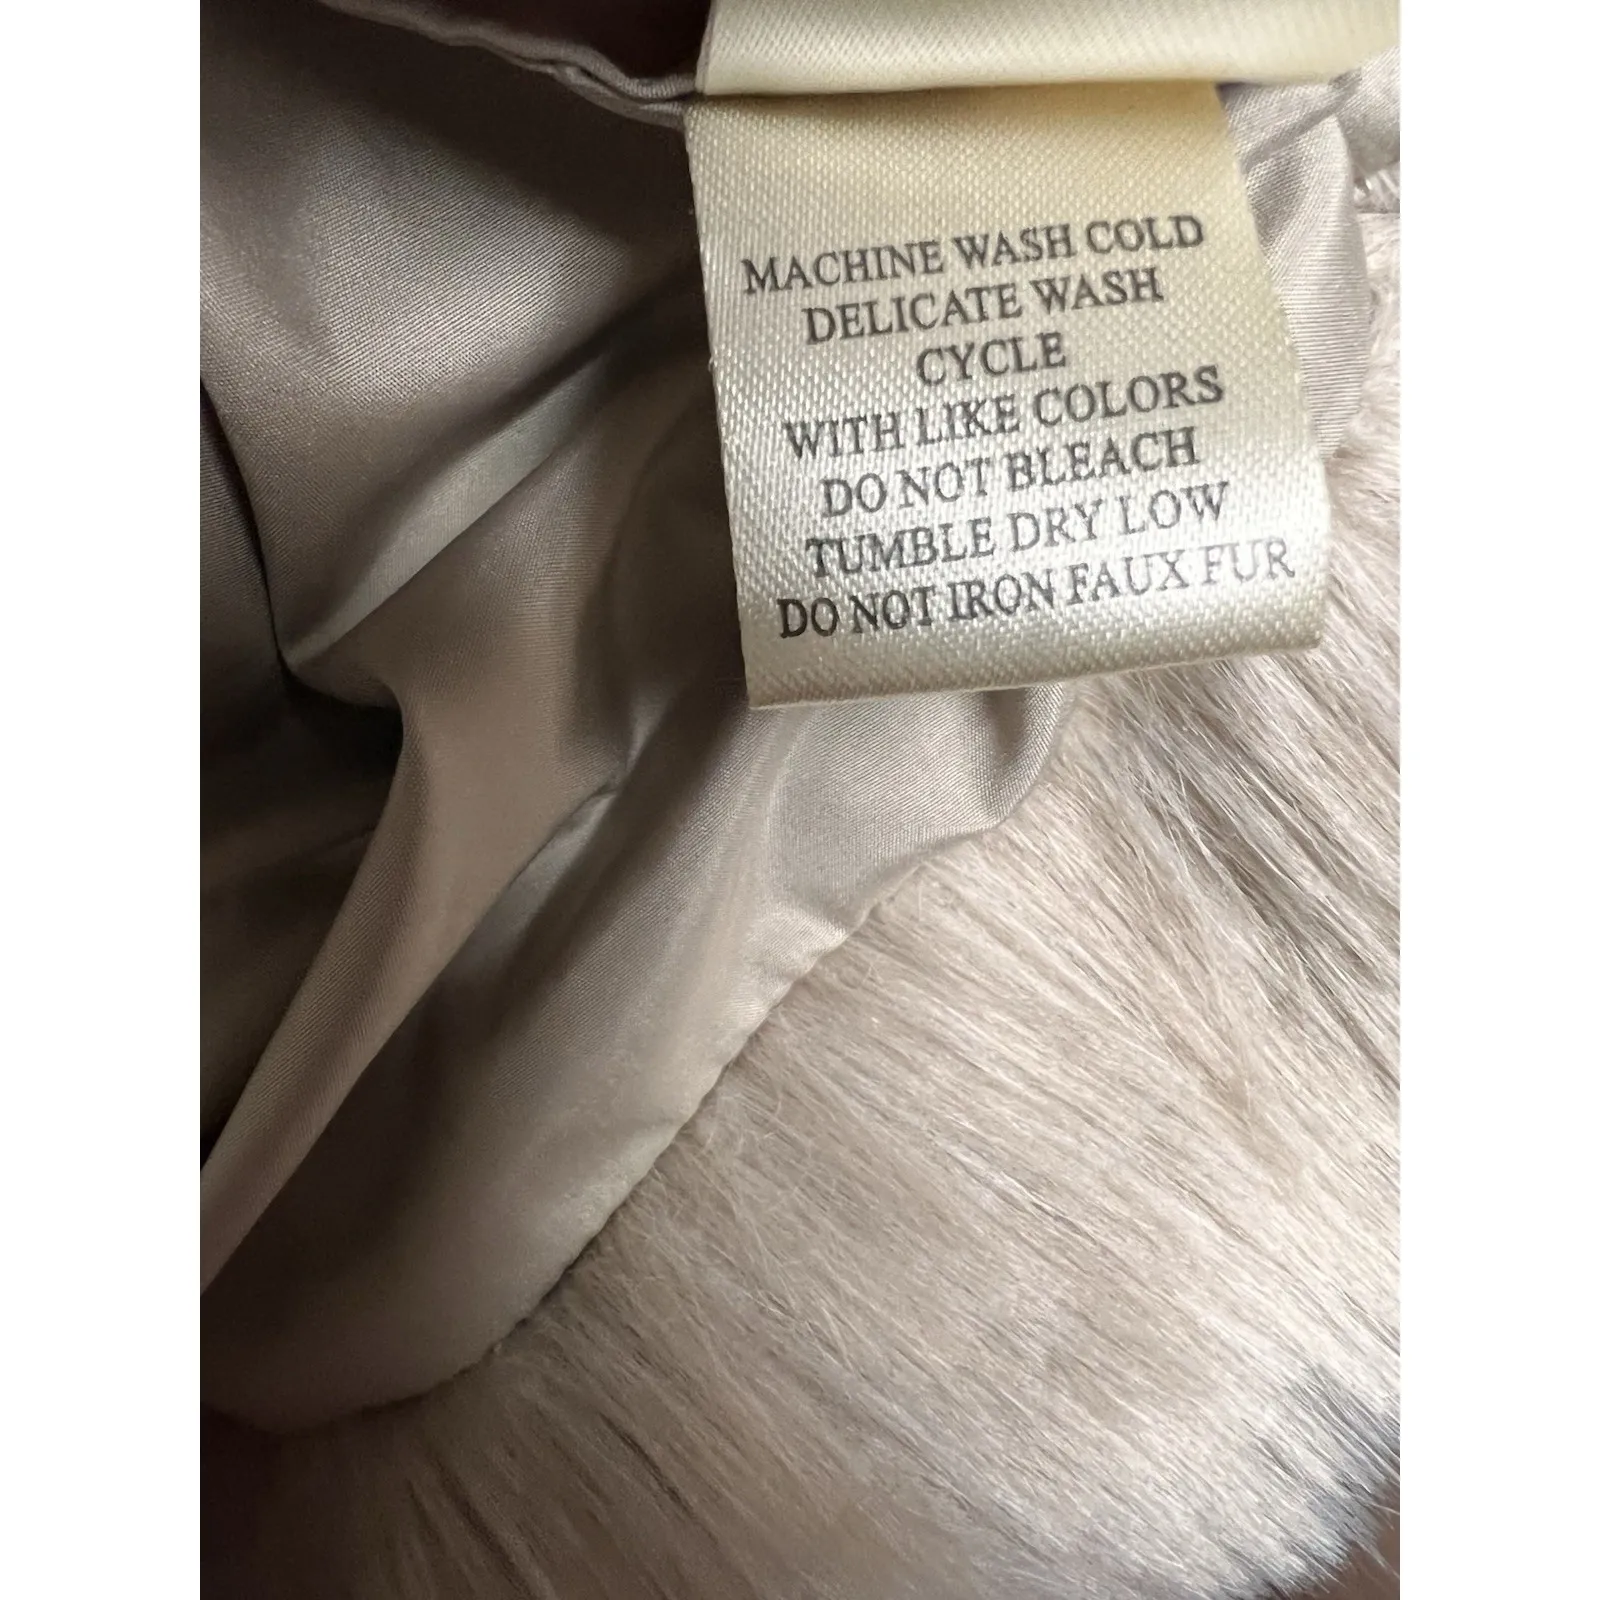 MACHINE WASH COLD
DELICATE WASH
CYCLE
WITH LIKE COLORS
DO NOT BLEACH
TUMBLE DRY LOW
DO NOT IRON FAUX FUR